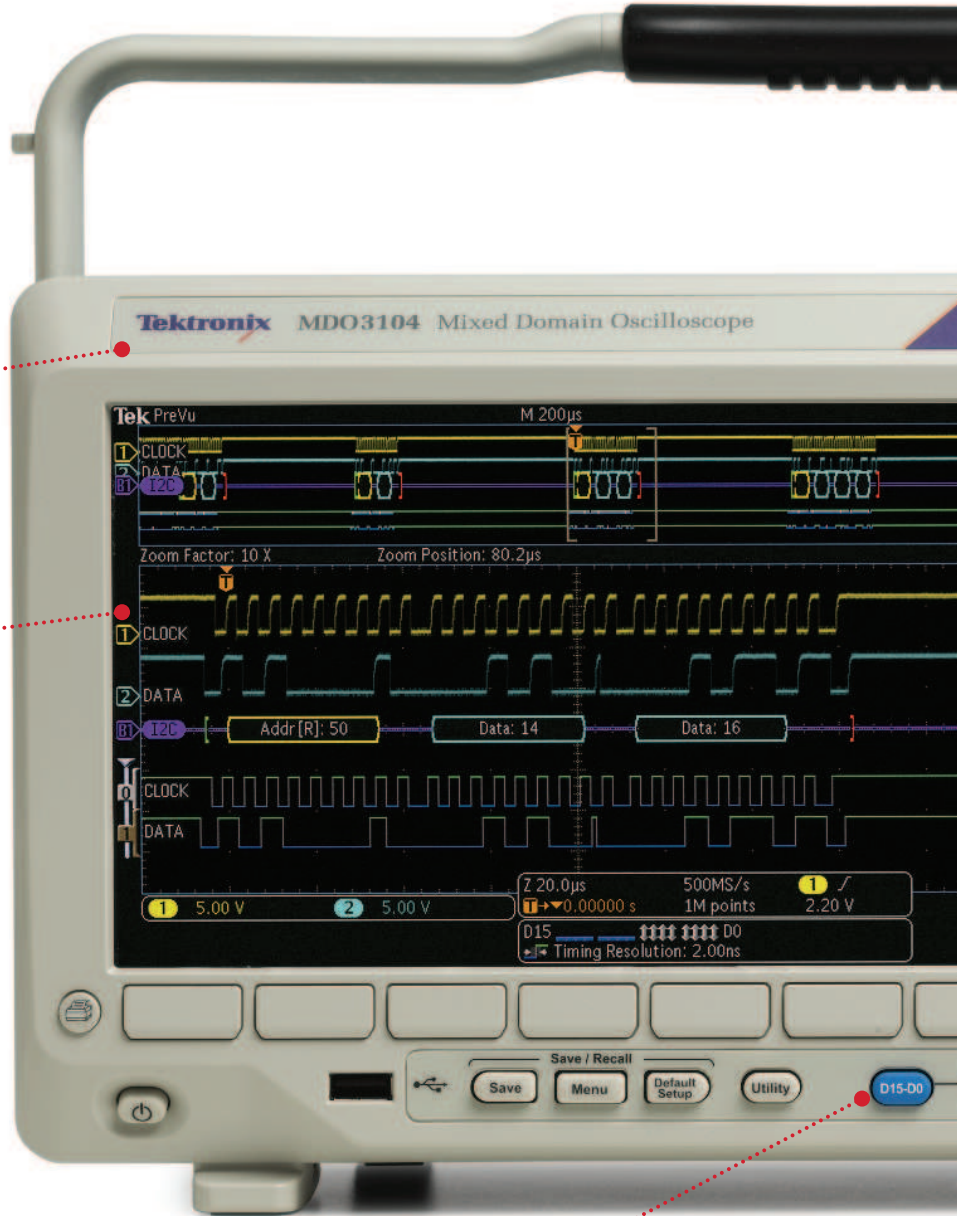 Tektronix MDO3104 Mixed Domain Oscilloscope
Tek PreVu M 200µs
T
1 CLOCK
2 DATA
B1 I2C
Zoom Factor: 10 X Zoom Position: 80.2µs
T
1 CLOCK
2 DATA
B1 I2C Addr[R]: 50 Data: 14 Data: 16
0 CLOCK
1 DATA
Z 20.0µs 500MS/s 1
1 5.00 V 2 5.00 V T→▼0.00000 s 1M points 2.20 V
D15 D0
Timing Resolution: 2.00ns
Save / Recall
Save Menu Default Setup Utility D15-D0